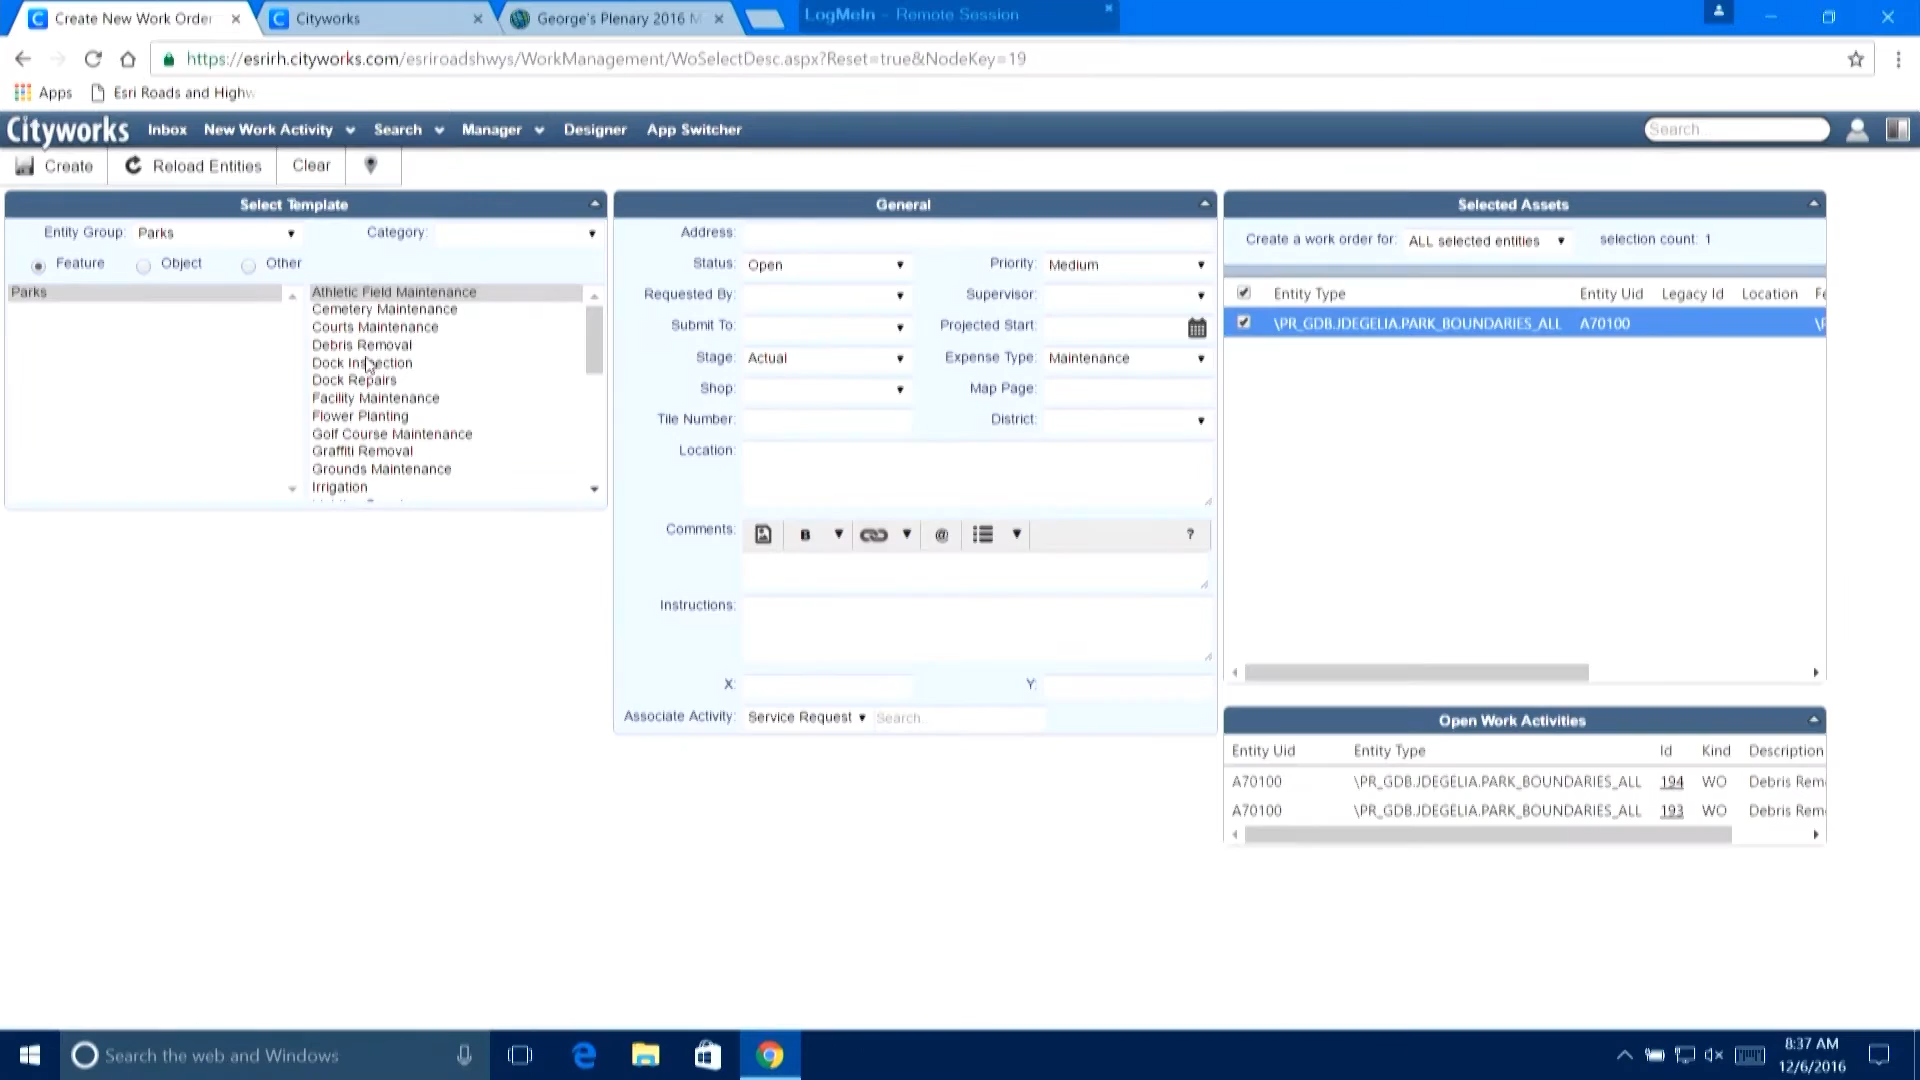 Create New Work Order
Cityworks
George's Plenary 2016 M
LogMeIn - Remote Session
https://esrirh.cityworks.com/esriroadshwys/WorkManagement/WoSelectDesc.aspx?Reset=true&NodeKey=19
Apps Esri Roads and Highw
Cityworks Inbox New Work Activity Search Manager Designer App Switcher Search...
Create Reload Entities Clear
Select Template
Entity Group: Parks Category:
Feature Object Other
Parks
Athletic Field Maintenance
Cemetery Maintenance
Courts Maintenance
Debris Removal
Dock Inspection
Dock Repairs
Facility Maintenance
Flower Planting
Golf Course Maintenance
Graffiti Removal
Grounds Maintenance
Irrigation
General
Address:
Status: Open Priority: Medium
Requested By: Supervisor:
Submit To: Projected Start:
Stage: Actual Expense Type: Maintenance
Shop: Map Page:
Tile Number: District:
Location:
Comments: B @ ?
Instructions:
X: Y:
Associate Activity: Service Request Search...
Selected Assets
Create a work order for: ALL selected entities selection count: 1
Entity Type Entity Uid Legacy Id Location Fe
\PR_GDB.JDEGELIA.PARK_BOUNDARIES_ALL A70100
Open Work Activities
Entity Uid Entity Type Id Kind Description
A70100 \PR_GDB.JDEGELIA.PARK_BOUNDARIES_ALL 194 WO Debris Rem
A70100 \PR_GDB.JDEGELIA.PARK_BOUNDARIES_ALL 193 WO Debris Rem
Search the web and Windows
8:37 AM
12/6/2016